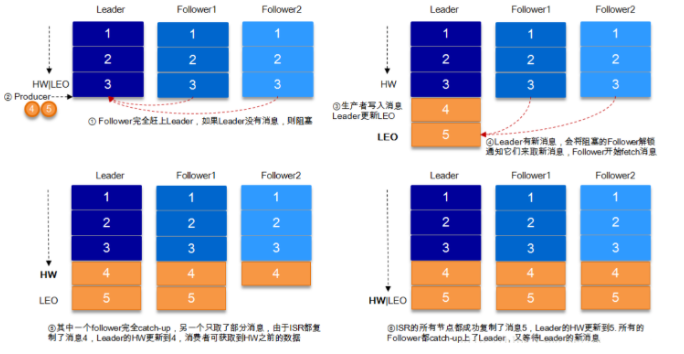 Leader Follower1 Follower2
1 1 1
2 2 2
HW|LEO 3 3 3
② Producer
4 5
① Follower完全赶上Leader，如果Leader没有消息，则阻塞
Leader Follower1 Follower2
1 1 1
2 2 2
HW 3 3 3
③生产者写入消息
Leader更新LEO
4
LEO 5
④Leader有新消息，会将阻塞的Follower解锁
通知它们来取新消息，Follower开始fetch消息
Leader Follower1 Follower2
1 1 1
2 2 2
3 3 3
HW 4 4 4
LEO 5 5
⑤其中一个follower完全catch-up，另一个只取了部分消息，由于ISR都复
制了消息4，Leader的HW更新到4，消费者可获取到HW之前的数据
Leader Follower1 Follower2
1 1 1
2 2 2
3 3 3
4 4 4
HW|LEO 5 5 5
⑥ISR的所有节点都成功复制了消息5，Leader的HW更新到5. 所有的
Follower都catch-up上了Leader，又等待Leader的新消息